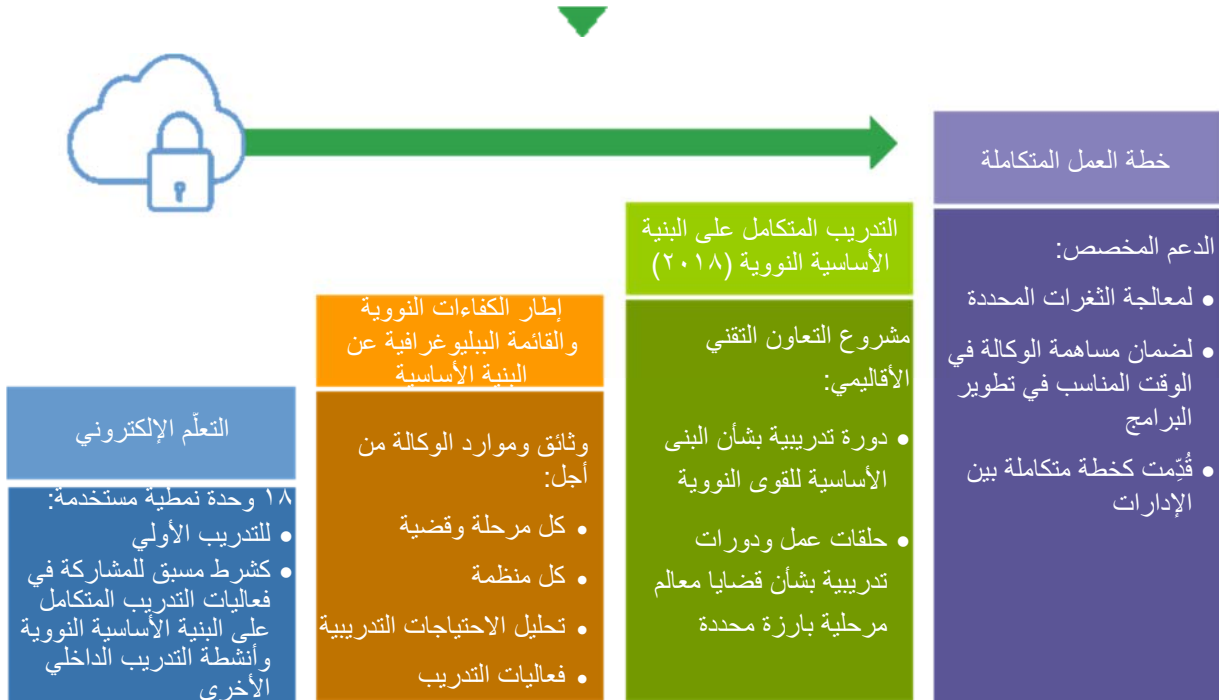 خطة العمل المتكاملة
الدعم المخصص:
• لمعالجة الثغرات المحددة
• لضمان مساهمة الوكالة في
الوقت المناسب في تطوير
البرامج
• قُدِّمت كخطة متكاملة بين
الإدارات
التدريب المتكامل على البنية
الأساسية النووية (٢٠١٨)
مشروع التعاون التقني
الأقاليمي:
• دورة تدريبية بشأن البنى
الأساسية للقوى النووية
• حلقات عمل ودورات
تدريبية بشأن قضايا معالم
مرحلية بارزة محددة
إطار الكفاءات النووية
والقائمة الببليوغرافية عن
البنية الأساسية
وثائق وموارد الوكالة من
أجل:
• كل مرحلة وقضية
• كل منظمة
• تحليل الاحتياجات التدريبية
• فعاليات التدريب
التعلّم الإلكتروني
١٨ وحدة نمطية مستخدمة:
• للتدريب الأولي
• كشرط مسبق للمشاركة في
فعاليات التدريب المتكامل
على البنية الأساسية النووية
وأنشطة التدريب الداخلي
الأخرى